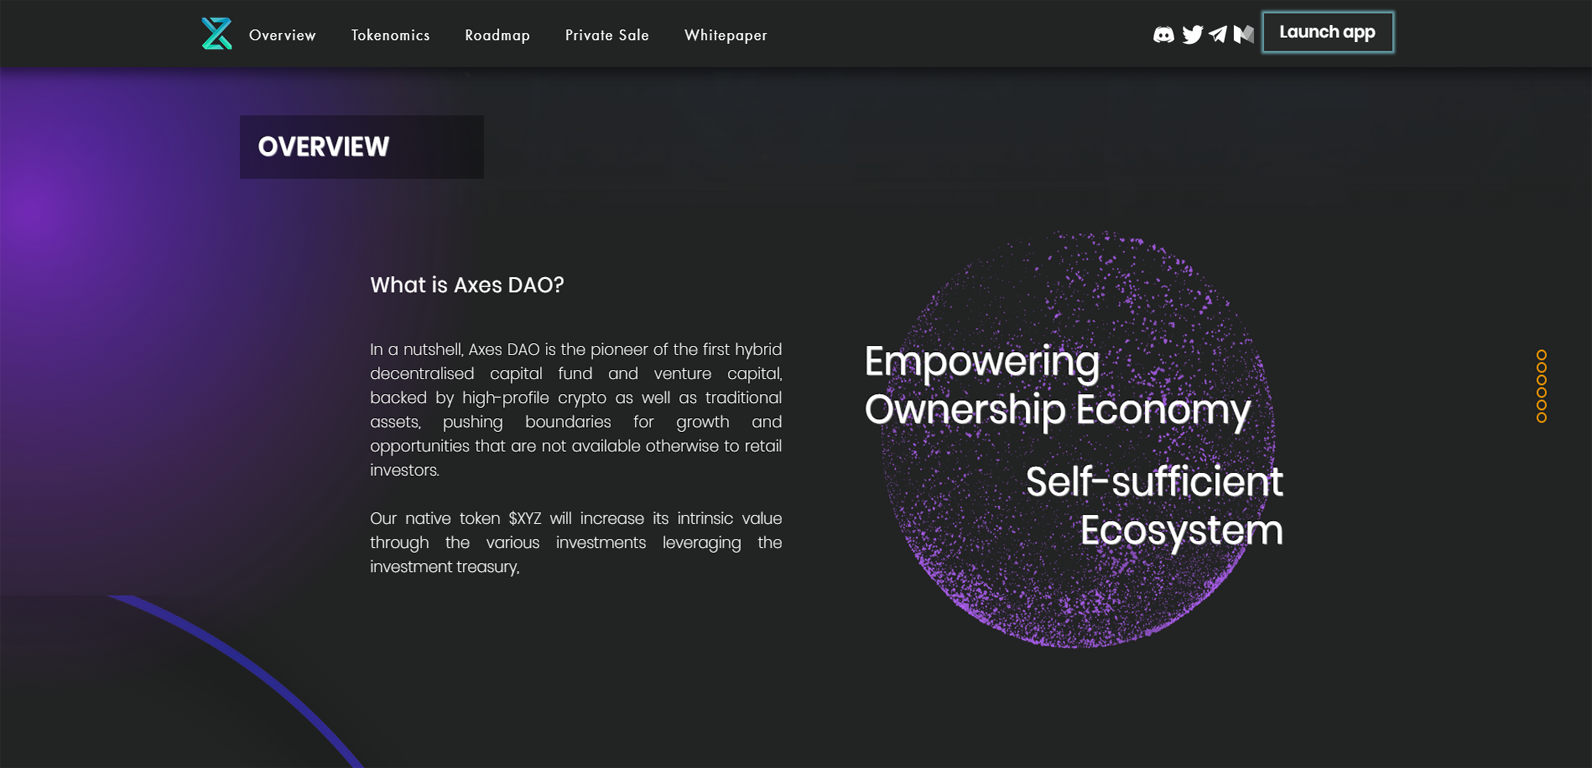 Overview Tokenomics Roadmap Private Sale Whitepaper Launch app
OVERVIEW
What is Axes DAO?
In a nutshell, Axes DAO is the pioneer of the first hybrid
decentralised capital fund and venture capital,
backed by high-profile crypto as well as traditional
assets, pushing boundaries for growth and
opportunities that are not available otherwise to retail
investors.
Our native token $XYZ will increase its intrinsic value
through the various investments leveraging the
investment treasury,
Empowering
Ownership Economy
Self-sufficient
Ecosystem